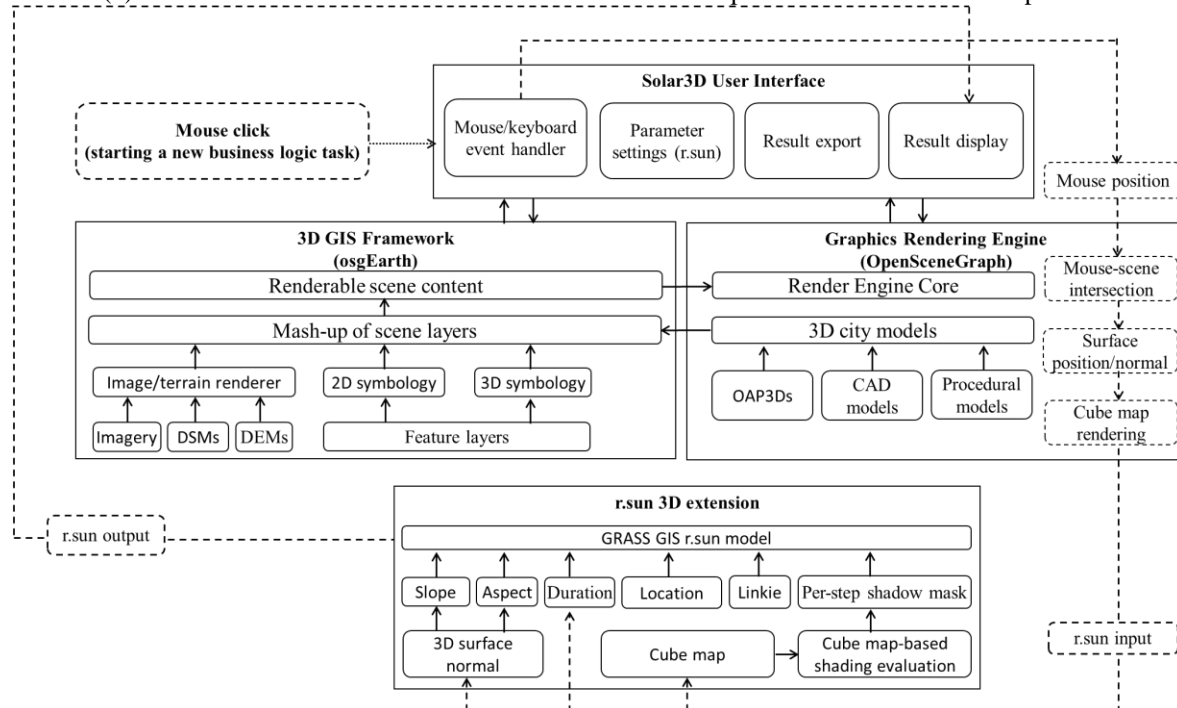 Solar3D User Interface
Mouse click
(starting a new business logic task)
Mouse/keyboard
event handler
Parameter
settings (r.sun)
Result export
Result display
Mouse position
3D GIS Framework
(osgEarth)
Renderable scene content
Mash-up of scene layers
Image/terrain renderer
2D symbology
3D symbology
Imagery
DSMs
DEMs
Feature layers
Graphics Rendering Engine
(OpenSceneGraph)
Render Engine Core
3D city models
OAP3Ds
CAD
models
Procedural
models
Mouse-scene
intersection
Surface
position/normal
Cube map
rendering
r.sun output
r.sun 3D extension
GRASS GIS r.sun model
Slope
Aspect
Duration
Location
Linkie
Per-step shadow mask
3D surface
normal
Cube map
Cube map-based
shading evaluation
r.sun input